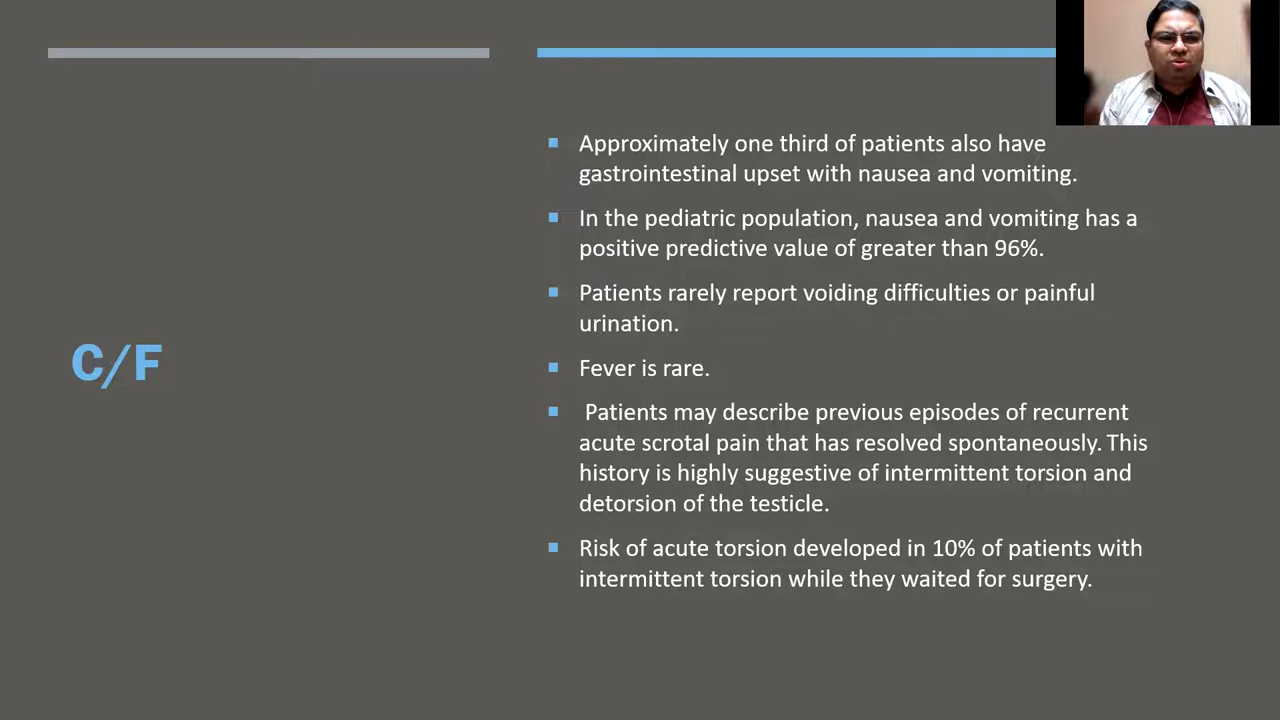 C/F
Approximately one third of patients also have
gastrointestinal upset with nausea and vomiting.
In the pediatric population, nausea and vomiting has a
positive predictive value of greater than 96%.
Patients rarely report voiding difficulties or painful
urination.
Fever is rare.
Patients may describe previous episodes of recurrent
acute scrotal pain that has resolved spontaneously. This
history is highly suggestive of intermittent torsion and
detorsion of the testicle.
Risk of acute torsion developed in 10% of patients with
intermittent torsion while they waited for surgery.